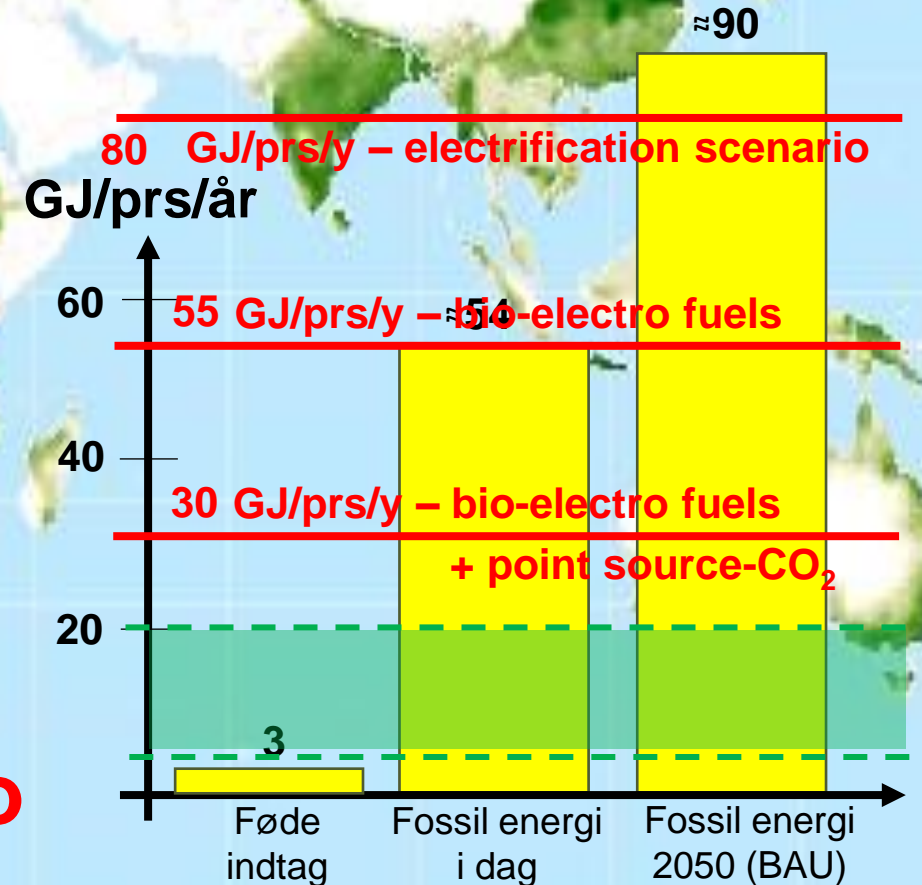 ≈90
80 GJ/prs/y – electrification scenario
GJ/prs/år
60
55 GJ/prs/y – bio-electro fuels
≈54
40
30 GJ/prs/y – bio-electro fuels
+ point source-CO₂
20
3
Føde
indtag
Fossil energi
i dag
Fossil energi
2050 (BAU)